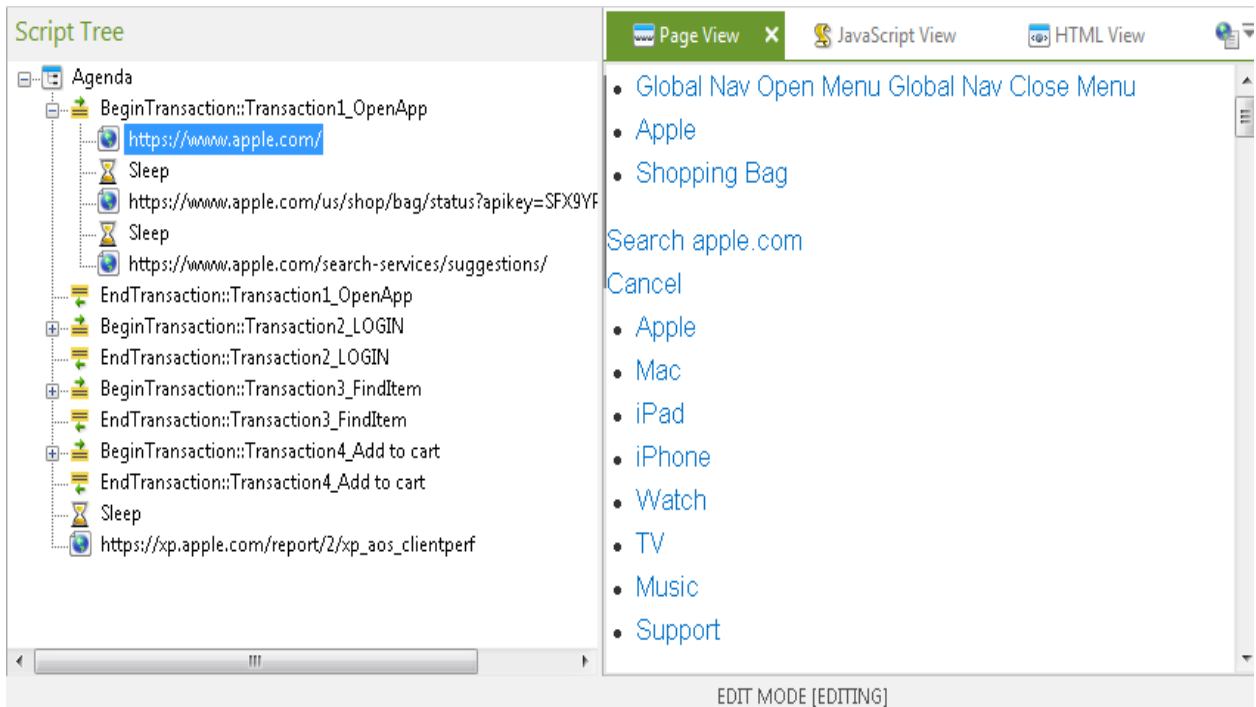 Script Tree
Agenda
BeginTransaction::Transaction1_OpenApp
https://www.apple.com/
Sleep
https://www.apple.com/us/shop/bag/status?apikey=SFX9YF
Sleep
https://www.apple.com/search-services/suggestions/
EndTransaction::Transaction1_OpenApp
BeginTransaction::Transaction2_LOGIN
EndTransaction::Transaction2_LOGIN
BeginTransaction::Transaction3_FindItem
EndTransaction::Transaction3_FindItem
BeginTransaction::Transaction4_Add to cart
EndTransaction::Transaction4_Add to cart
Sleep
https://xp.apple.com/report/2/xp_aos_clientperf
Page View
JavaScript View
HTML View
Global Nav Open Menu Global Nav Close Menu
Apple
Shopping Bag
Search apple.com
Cancel
Apple
Mac
iPad
iPhone
Watch
TV
Music
Support
EDIT MODE [EDITING]